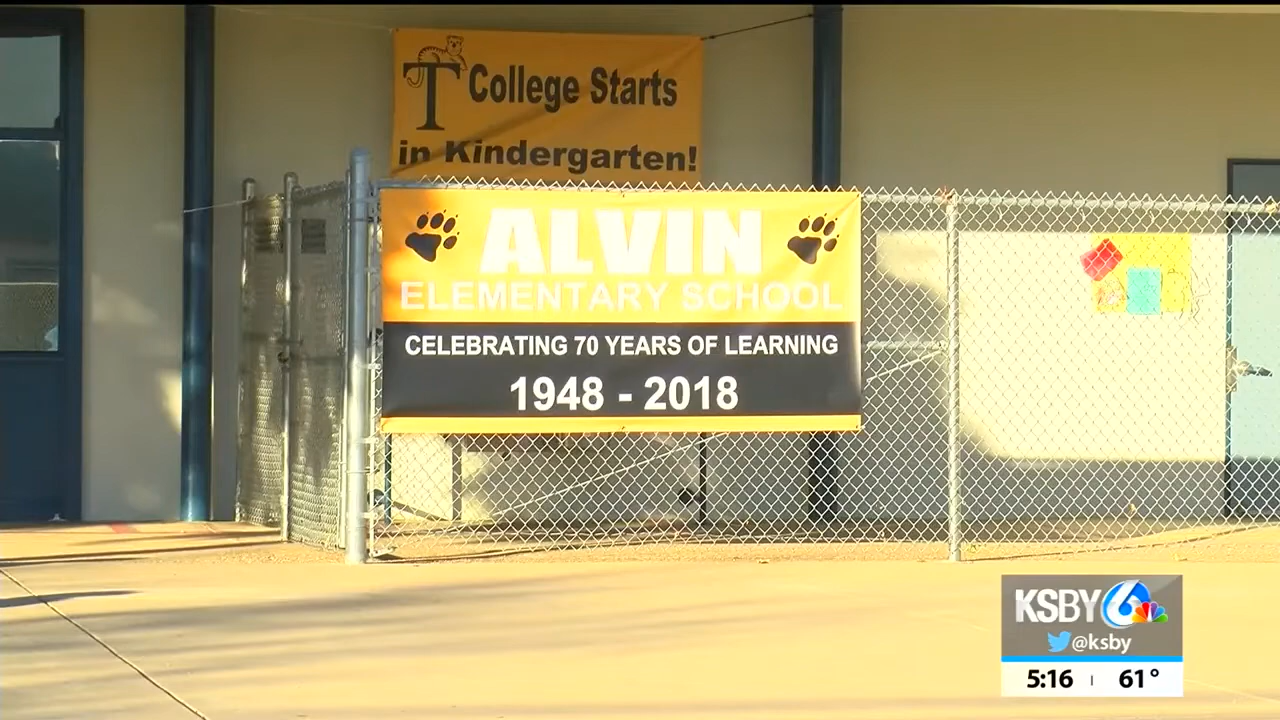 T College Starts
in Kindergarten!
ALVIN
ELEMENTARY SCHOOL
CELEBRATING 70 YEARS OF LEARNING
1948 - 2018
KSBY 6
@ksby
5:16 61°